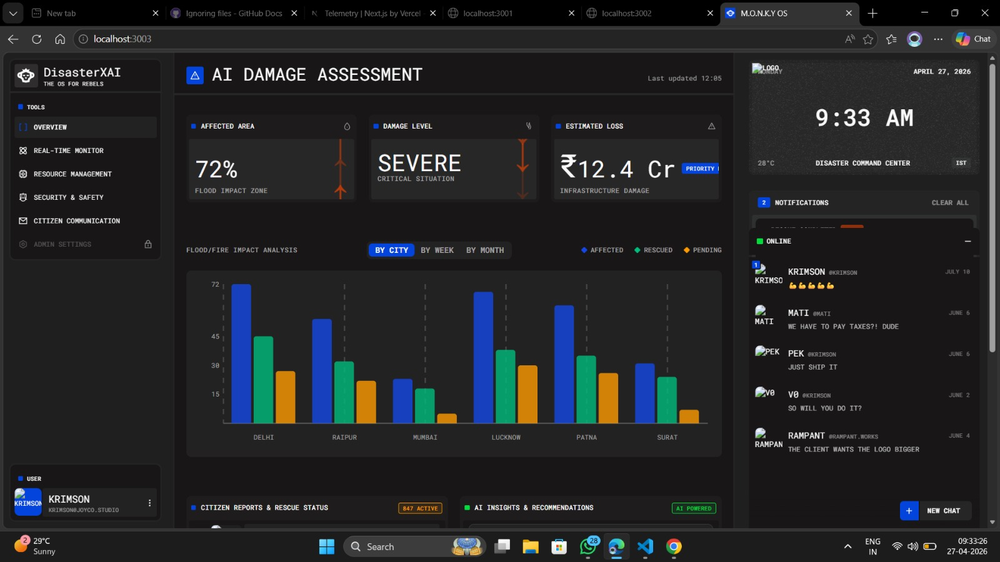 New tab
Ignoring files - GitHub Docs
Telemetry | Next.js by Vercel
localhost:3001
localhost:3002
M.O.N.K.Y OS
localhost:3003
Chat
DisasterXAI
THE OS FOR REBELS
TOOLS
OVERVIEW
REAL-TIME MONITOR
RESOURCE MANAGEMENT
SECURITY & SAFETY
CITIZEN COMMUNICATION
ADMIN SETTINGS
USER
KRIMSON
KRIMSON
KRIMSON@JOYCO.STUDIO
AI DAMAGE ASSESSMENT
Last updated 12:05
AFFECTED AREA
72%
FLOOD IMPACT ZONE
DAMAGE LEVEL
SEVERE
CRITICAL SITUATION
ESTIMATED LOSS
₹12.4 Cr
PRIORITY
INFRASTRUCTURE DAMAGE
FLOOD/FIRE IMPACT ANALYSIS
BY CITY BY WEEK BY MONTH
AFFECTED RESCUED PENDING
72
45
30
15
DELHI RAIPUR MUMBAI LUCKNOW PATNA SURAT
CITIZEN REPORTS & RESCUE STATUS
847 ACTIVE
AI INSIGHTS & RECOMMENDATIONS
AI POWERED
LOGO
MONDAY
APRIL 27, 2026
9:33 AM
28°C
DISASTER COMMAND CENTER
IST
2 NOTIFICATIONS
CLEAR ALL
ONLINE
1
KRIMSON
KRIMSON @KRIMSON
JULY 10
💪💪💪💪💪
MATI
MATI @MATI
JUNE 6
WE HAVE TO PAY TAXES?! DUDE
PEK
PEK @KRIMSON
JUNE 6
JUST SHIP IT
V0
V0 @KRIMSON
JUNE 2
SO WILL YOU DO IT?
RAMPAN
RAMPANT @RAMPANT.WORKS
JUNE 4
THE CLIENT WANTS THE LOGO BIGGER
+ NEW CHAT
2
29°C
Sunny
Search
28
ENG
IN
09:33:26
27-04-2026